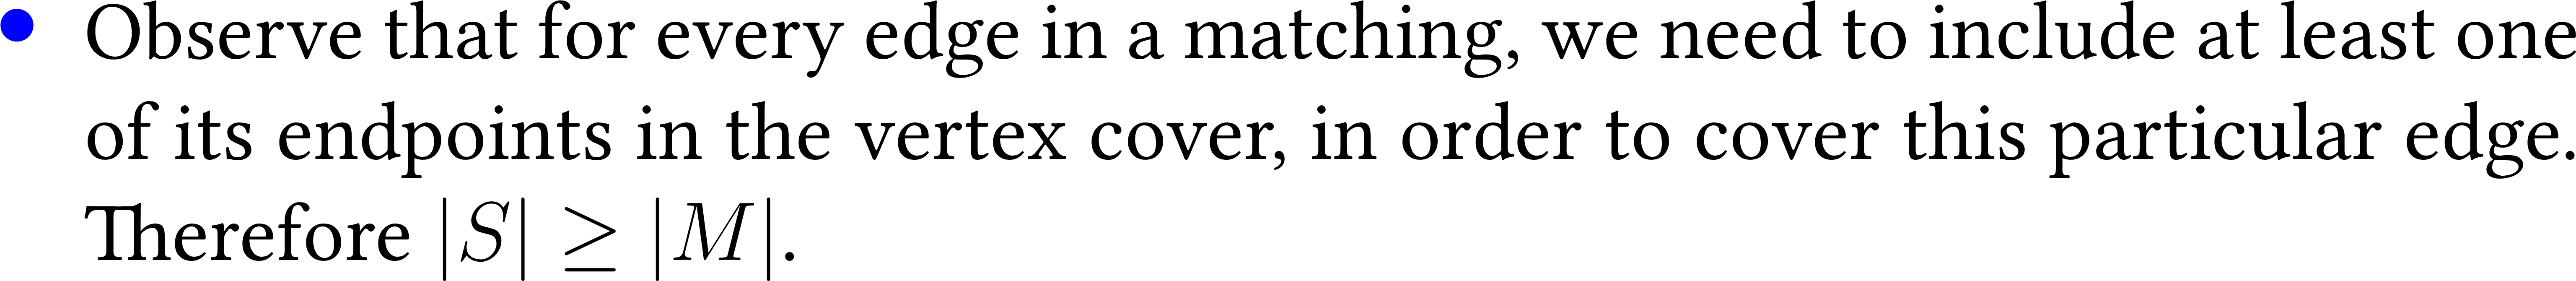 • Observe that for every edge in a matching, we need to include at least one
of its endpoints in the vertex cover, in order to cover this particular edge.
Therefore |S| ≥ |M|.